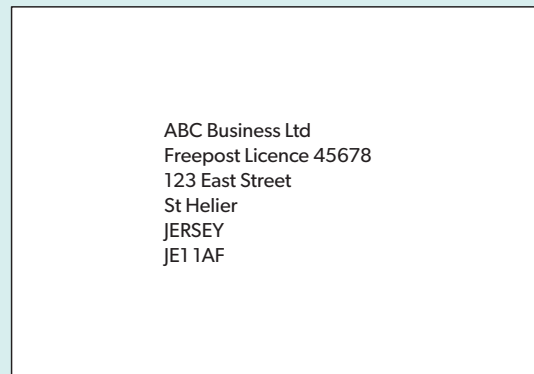 ABC Business Ltd
Freepost Licence 45678
123 East Street
St Helier
JERSEY
JE1 1AF